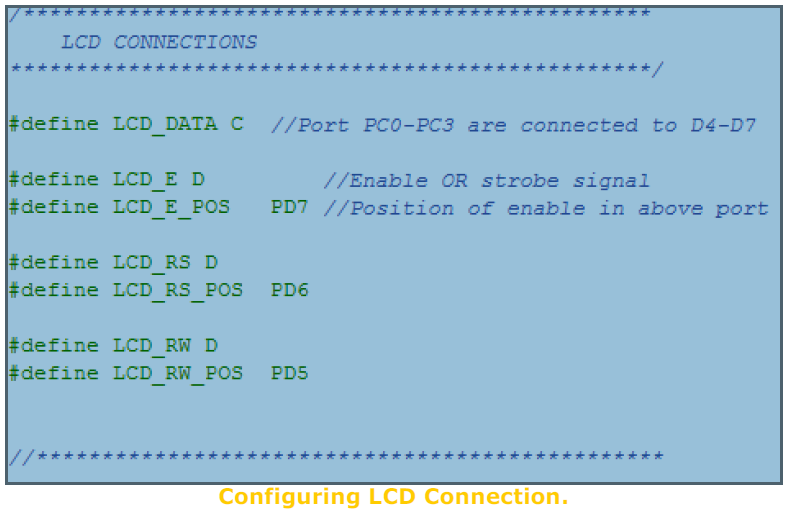 /************************************************
LCD CONNECTIONS
*************************************************/
#define LCD_DATA C //Port PC0-PC3 are connected to D4-D7
#define LCD_E D //Enable OR strobe signal
#define LCD_E_POS PD7 //Position of enable in above port
#define LCD_RS D
#define LCD_RS_POS PD6
#define LCD_RW D
#define LCD_RW_POS PD5
//************************************************
Configuring LCD Connection.